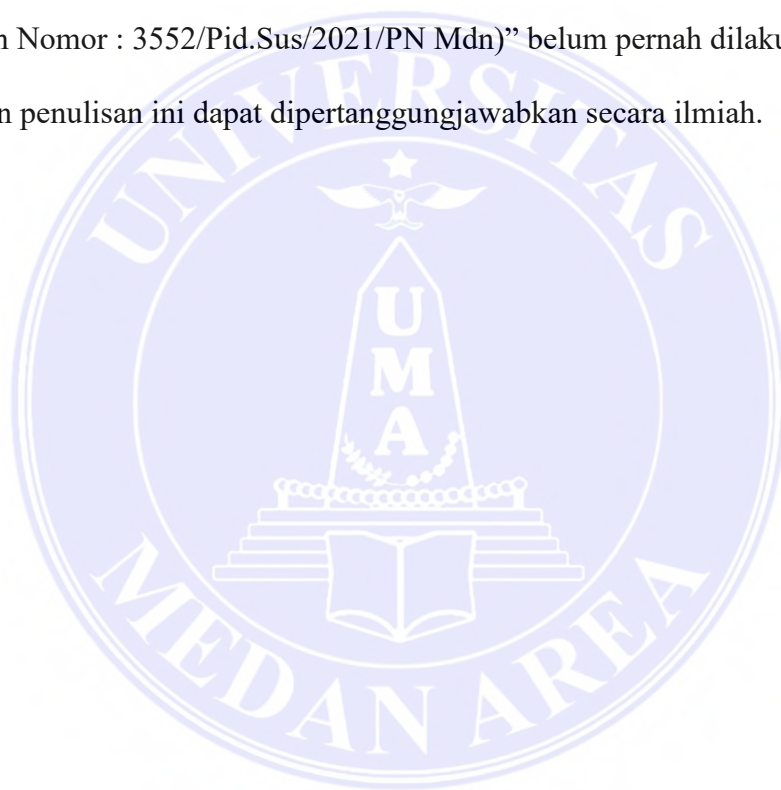 n Nomor : 3552/Pid.Sus/2021/PN Mdn)” belum pernah dilaku
n penulisan ini dapat dipertanggungjawabkan secara ilmiah.
UNIVERSITAS
UMA
MEDAN AREA